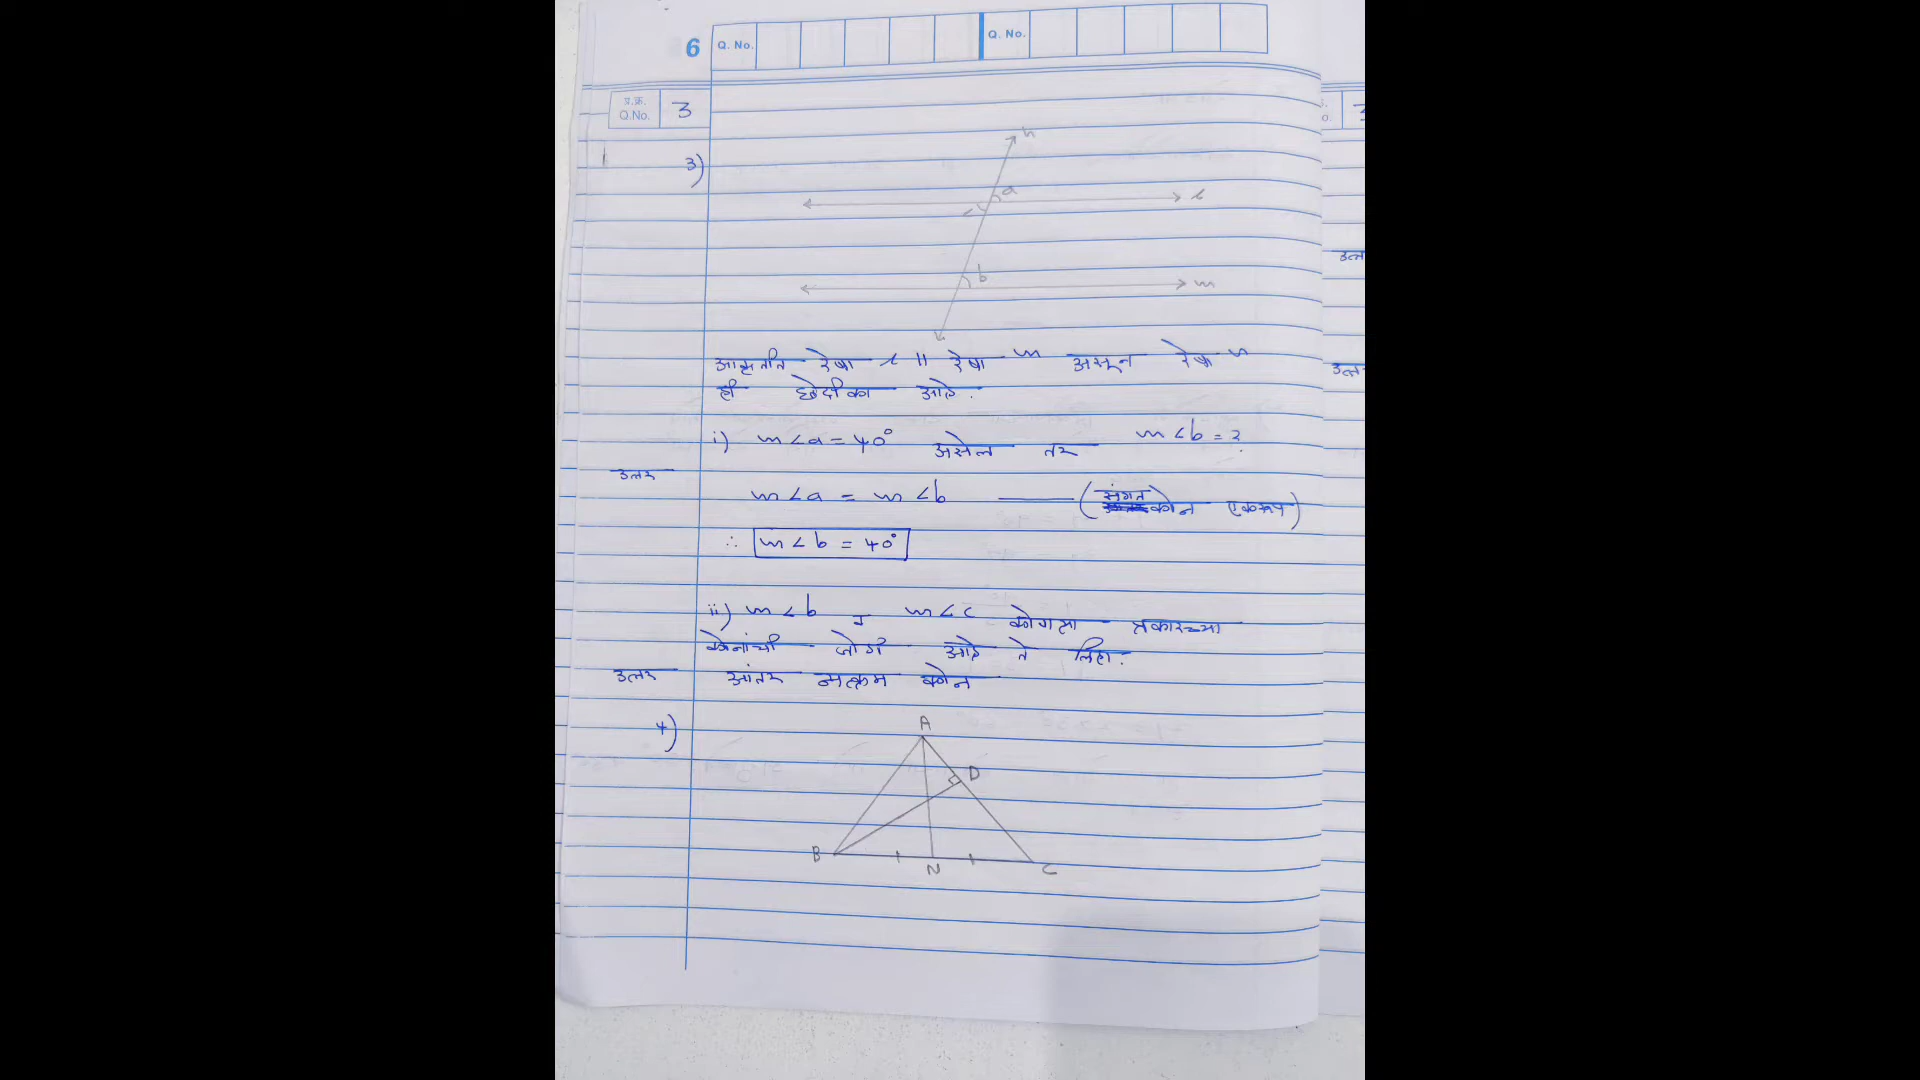 6 Q. No. Q. No.
प्र.क्र. Q.No. 3
3)
n
a
l
c
b
m
आकृतीत रेषा l || रेषा m असून रेषा n
ही छेदीका आहे.
i) m∠a = 40° असेल तर m∠b = ?
उत्तर
m∠a = m∠b (संगत कोन एकरूप)
∴ m∠b = 40°
ii) m∠b व m∠c कोणत्या प्रकारच्या
कोनांची जोडी आहे ते लिहा.
उत्तर आंतर व्युत्क्रम कोन
4)
A
D
B N C